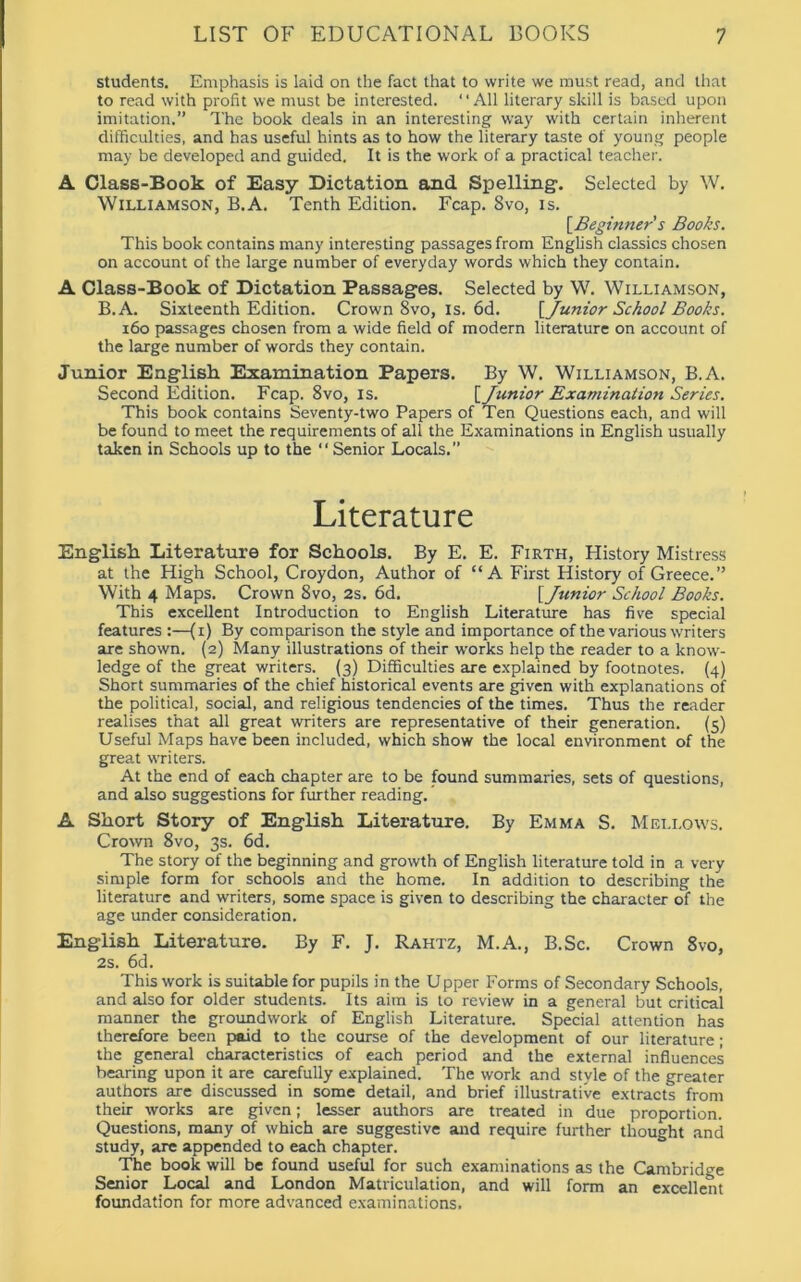 LIST OF EDUCATIONAL BOOKS 7
students. Emphasis is laid on the fact that to write we must read, and that
to read with profit we must be interested. “All literary skill is based upon
imitation.” The book deals in an interesting way with certain inherent
difficulties, and has useful hints as to how the literary taste of young people
may be developed and guided. It is the work of a practical teacher.
A Class-Book of Easy Dictation and Spelling. Selected by W.
WILLIAMSON, B.A. Tenth Edition. Fcap. 8vo, 1s.
[Beginner's Books.
This book contains many interesting passages from English classics chosen
on account of the large number of everyday words which they contain.
A Class-Book of Dictation Passages. Selected by W. WILLIAMSON,
B.A. Sixteenth Edition. Crown 8vo, 1s. 6d. [Junior School Books.
160 passages chosen from a wide field of modern literature on account of
the large number of words they contain.
Junior English Examination Papers. By W. WILLIAMSON, B.A.
Second Edition. Fcap. 8vo, 1s. [Junior Examination Series.
This book contains Seventy-two Papers of Ten Questions each, and will
be found to meet the requirements of all the Examinations in English usually
taken in Schools up to the “Senior Locals.”
Literature
English Literature for Schools. By E. E. FIRTH, History Mistress
at the High School, Croydon, Author of “A First History of Greece.”
With 4 Maps. Crown 8vo, 2s. 6d. [Junior School Books.
This excellent Introduction to English Literature has five special
features :—(1) By comparison the style and importance of the various writers
are shown. (2) Many illustrations of their works help the reader to a know-
ledge of the great writers. (3) Difficulties are explained by footnotes. (4)
Short summaries of the chief historical events are given with explanations of
the political, social, and religious tendencies of the times. Thus the reader
realises that all great writers are representative of their generation. (5)
Useful Maps have been included, which show the local environment of the
great writers.
At the end of each chapter are to be found summaries, sets of questions,
and also suggestions for further reading.
A Short Story of English Literature. By EMMA S. MELLOWS.
Crown 8vo, 3s. 6d.
The story of the beginning and growth of English literature told in a very
simple form for schools and the home. In addition to describing the
literature and writers, some space is given to describing the character of the
age under consideration.
English Literature. By F. J. RAHTZ, M.A., B.Sc. Crown 8vo,
2s. 6d.
This work is suitable for pupils in the Upper Forms of Secondary Schools,
and also for older students. Its aim is to review in a general but critical
manner the groundwork of English Literature. Special attention has
therefore been paid to the course of the development of our literature ;
the general characteristics of each period and the external influences
bearing upon it are carefully explained. The work and style of the greater
authors are discussed in some detail, and brief illustrative extracts from
their works are given ; lesser authors are treated in due proportion.
Questions, many of which are suggestive and require further thought and
study, are appended to each chapter.
The book will be found useful for such examinations as the Cambridge
Senior Local and London Matriculation, and will form an excellent
foundation for more advanced examinations.